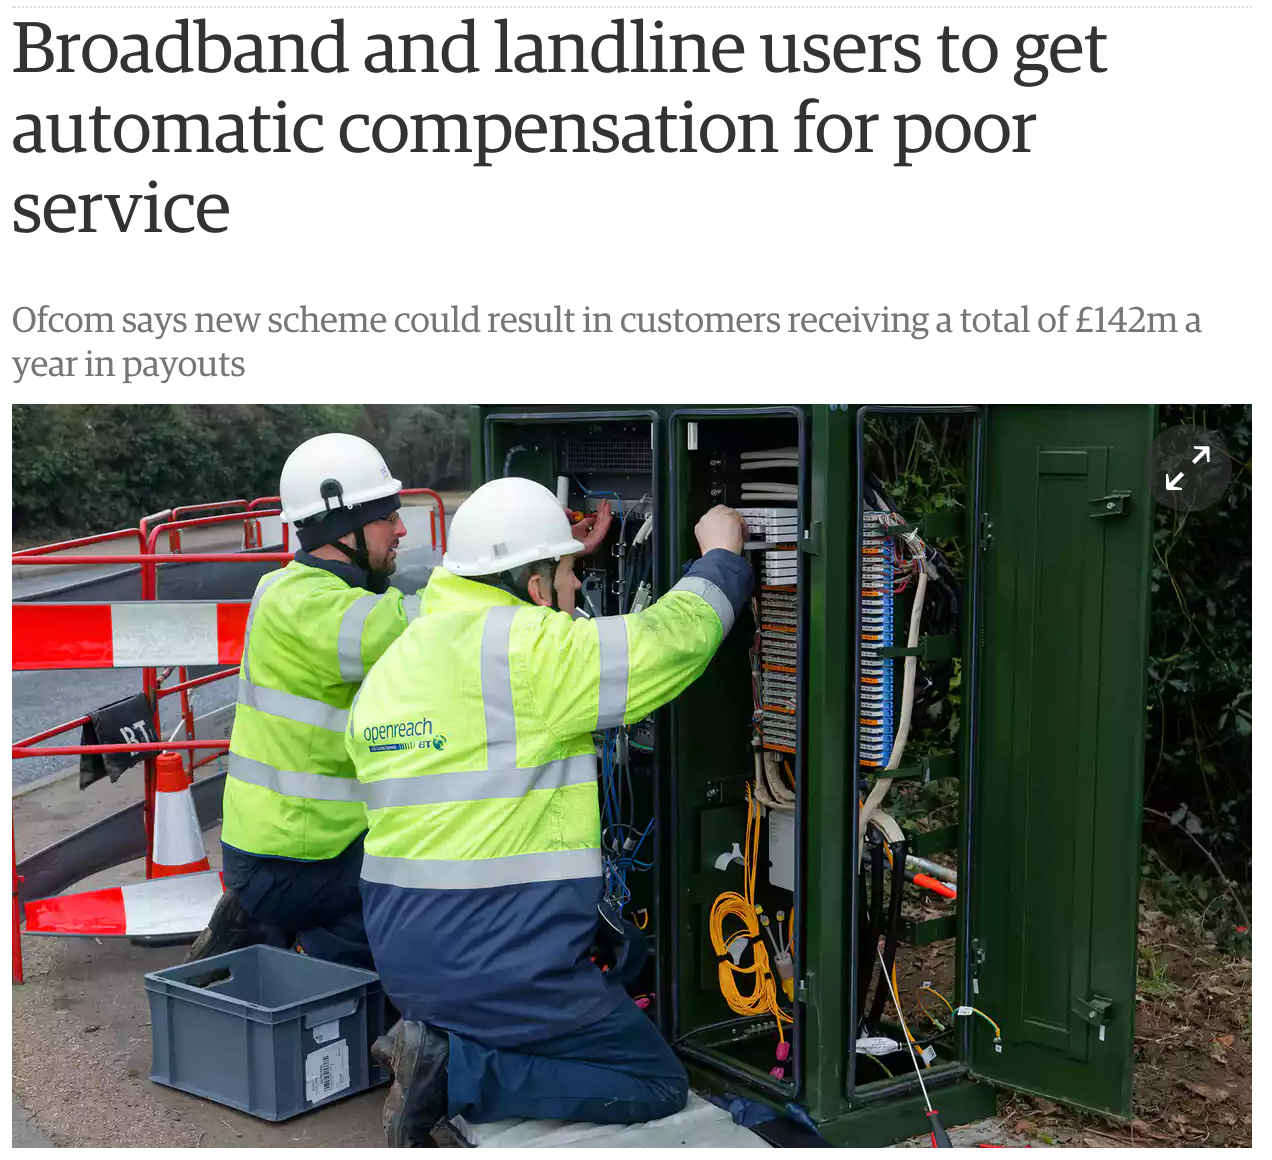 Broadband and landline users to get
automatic compensation for poor
service
Ofcom says new scheme could result in customers receiving a total of £142m a
year in payouts
BT
openreach
BT